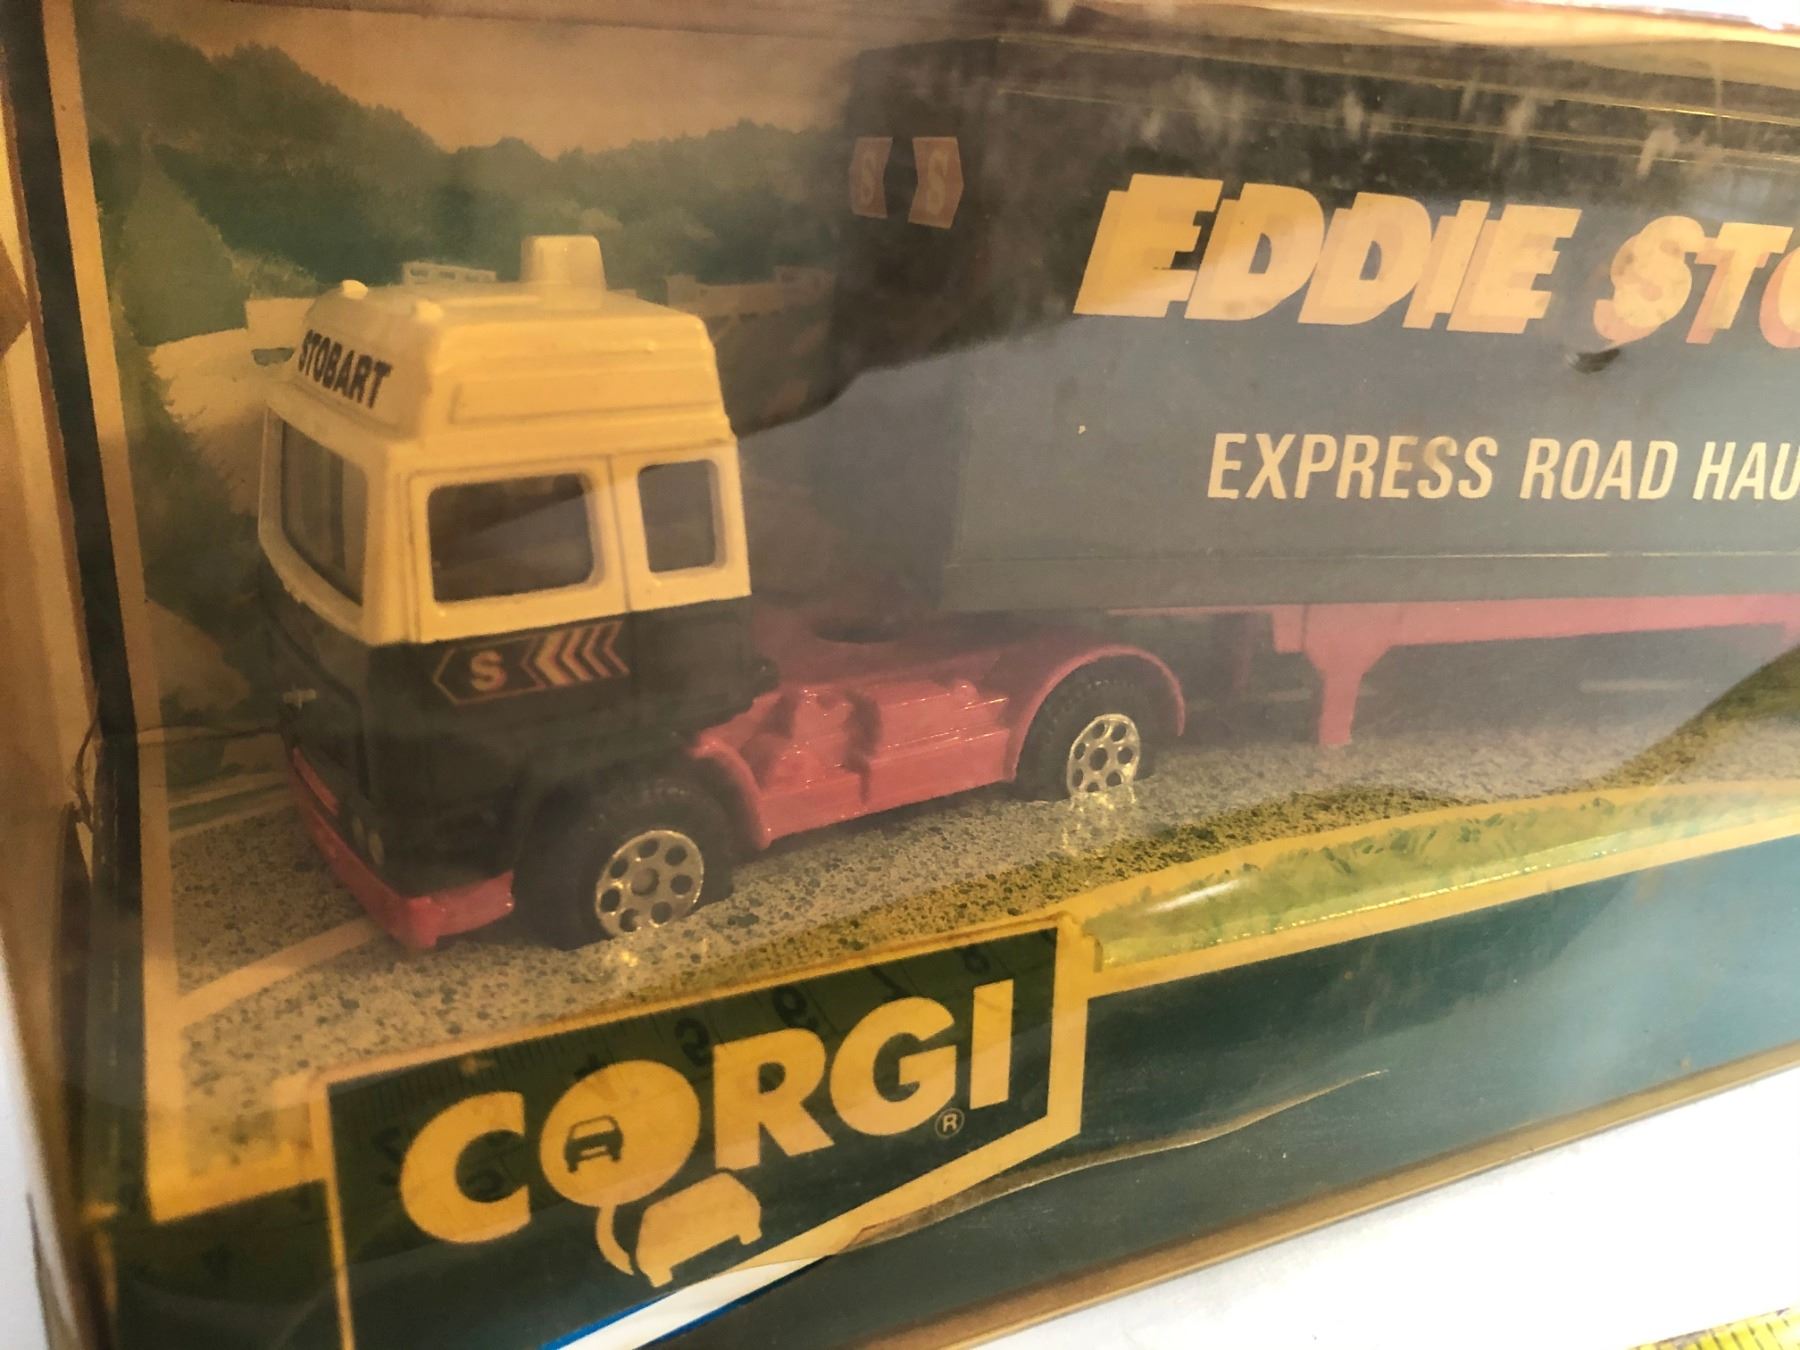 S S
EDDIE STO
STOBART
EXPRESS ROAD HAU
S
CORGI ®